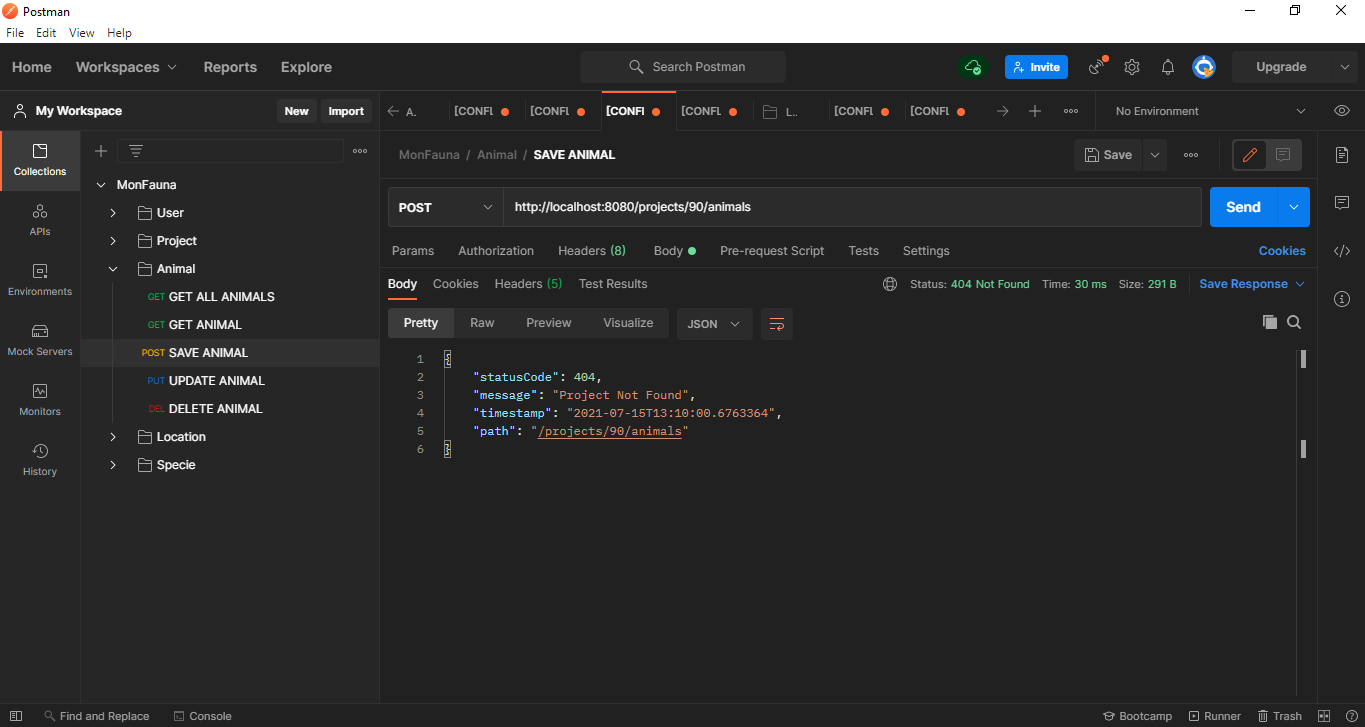 Postman
File Edit View Help
Home Workspaces Reports Explore Search Postman Invite Upgrade
My Workspace New Import A. [CONFL [CONFL [CONFL [CONFL L.. [CONFL [CONFL No Environment
Collections
APIs
Environments
Mock Servers
Monitors
History
MonFauna
User
Project
Animal
GET GET ALL ANIMALS
GET GET ANIMAL
POST SAVE ANIMAL
PUT UPDATE ANIMAL
DEL DELETE ANIMAL
Location
Specie
MonFauna / Animal / SAVE ANIMAL Save
POST http://localhost:8080/projects/90/animals Send
Params Authorization Headers (8) Body Pre-request Script Tests Settings Cookies
Body Cookies Headers (5) Test Results Status: 404 Not Found Time: 30 ms Size: 291 B Save Response
Pretty Raw Preview Visualize JSON
1 {
2 "statusCode": 404,
3 "message": "Project Not Found",
4 "timestamp": "2021-07-15T13:10:00.6763364",
5 "path": "/projects/90/animals"
6 }
Find and Replace Console Bootcamp Runner Trash